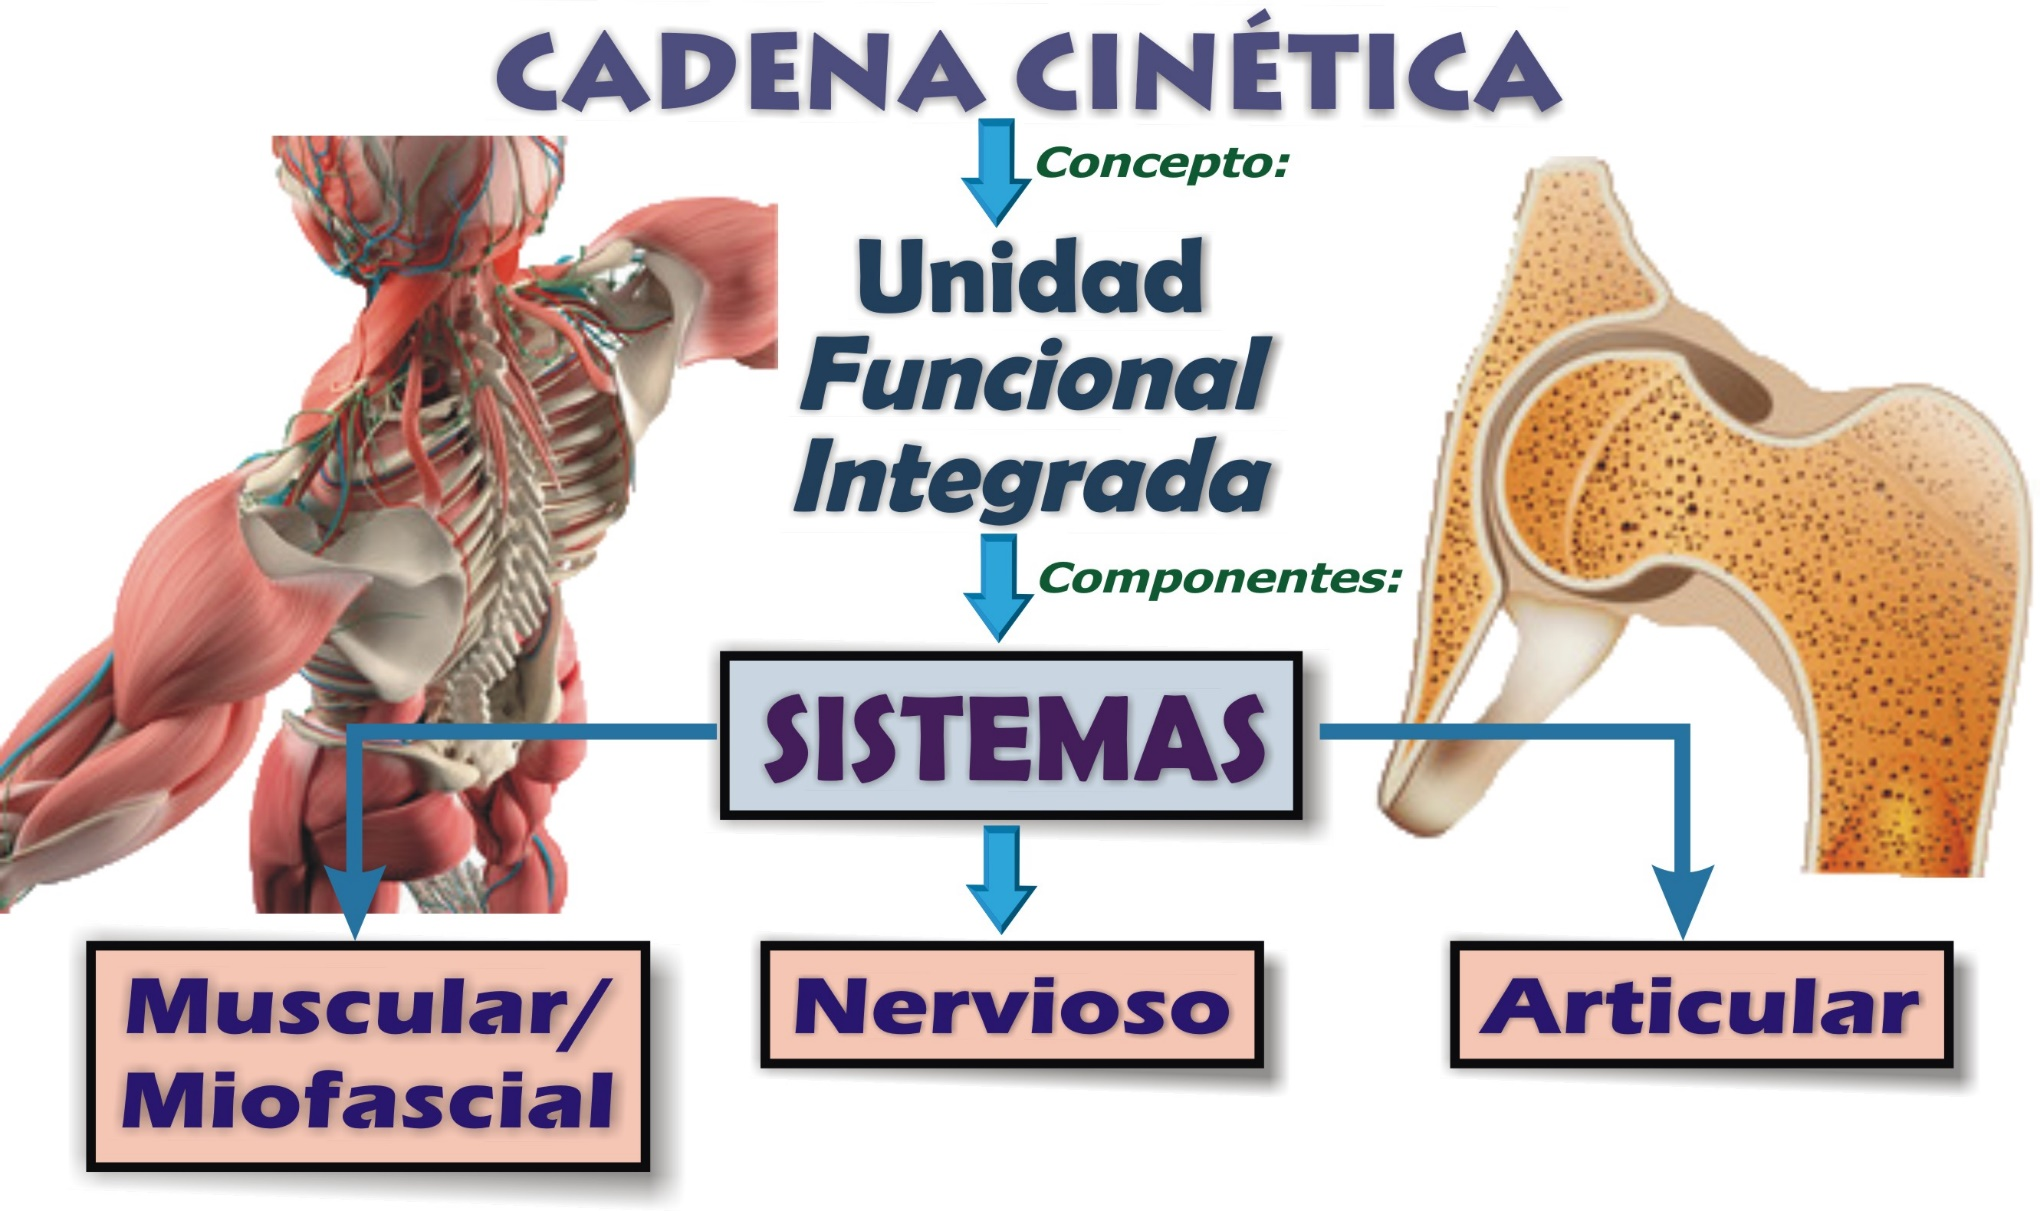 CADENA CINÉTICA
Concepto:
Unidad
Funcional
Integrada
Componentes:
SISTEMAS
Muscular/
Miofascial
Nervioso
Articular